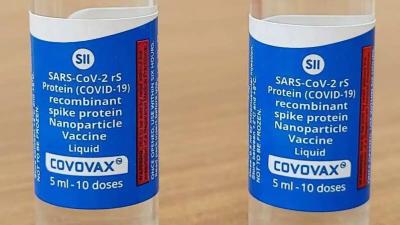 SII
SARS-CoV-2 rS
Protein (COVID-19)
recombinant
spike protein
Nanoparticle
Vaccine
Liquid
COVOVAX
5 ml - 10 doses
NOT TO BE FROZEN.
SII
SARS-CoV-2 rS
Protein (COVID-19)
recombinant
spike protein
Nanoparticle
Vaccine
Liquid
COVOVAX
5 ml - 10 doses
NOT TO BE FROZEN.